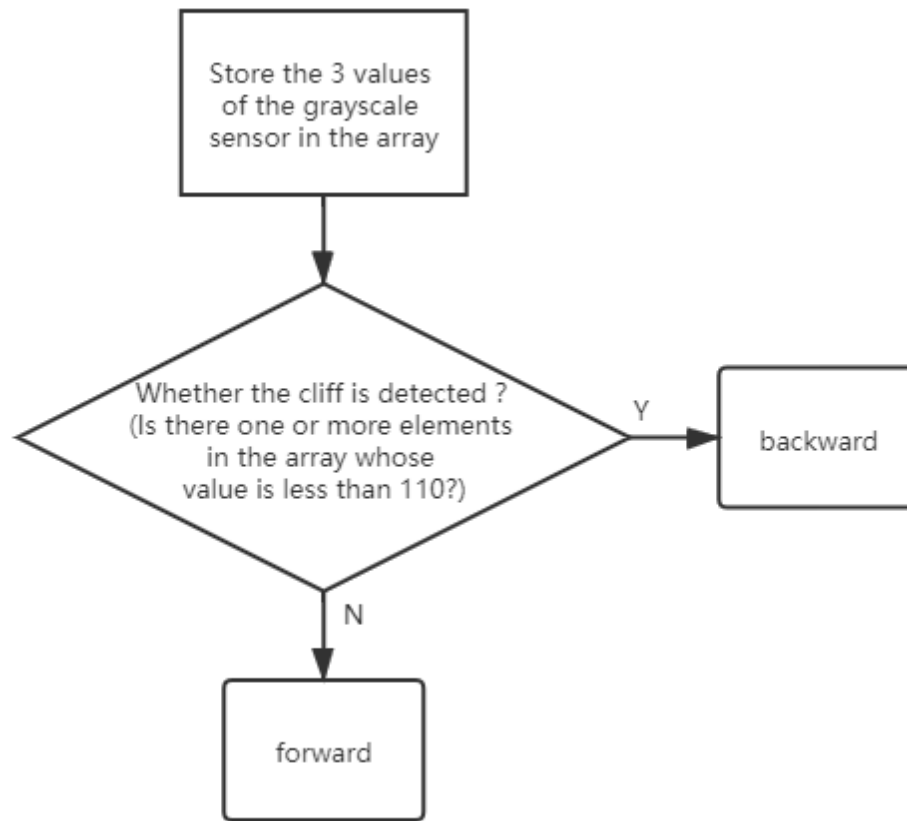 Store the 3 values
of the grayscale
sensor in the array
Whether the cliff is detected ?
(Is there one or more elements
in the array whose
value is less than 110?)
Y
backward
N
forward